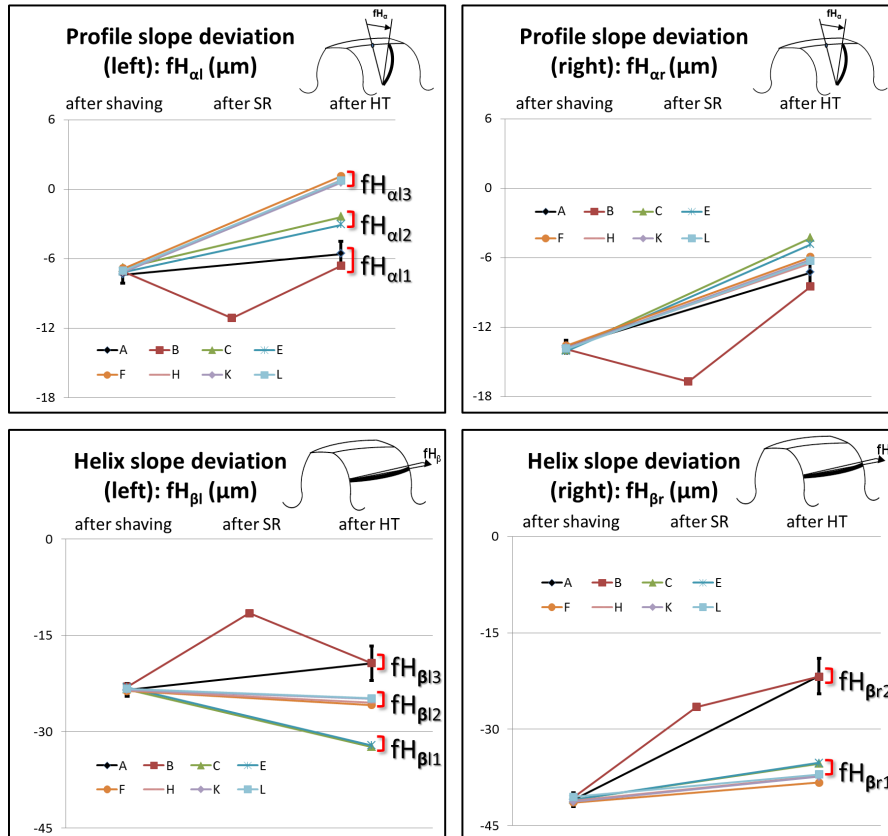 Profile slope deviation
(left): fHαl (μm)
fHα
after shaving after SR after HT
6
0
-6
-12
-18
fHαl3
fHαl2
fHαl1
A B C E
F H K L
Profile slope deviation
(right): fHαr (μm)
fHα
after shaving after SR after HT
6
0
-6
-12
-18
A B C E
F H K L
Helix slope deviation
(left): fHβl (μm)
fHβ
after shaving after SR after HT
0
-15
-30
-45
fHβl3
fHβl2
fHβl1
A B C E
F H K L
Helix slope deviation
(right): fHβr (μm)
fH
after shaving after SR after HT
0
-15
-30
-45
A B C E
F H K L
fHβr2
fHβr1